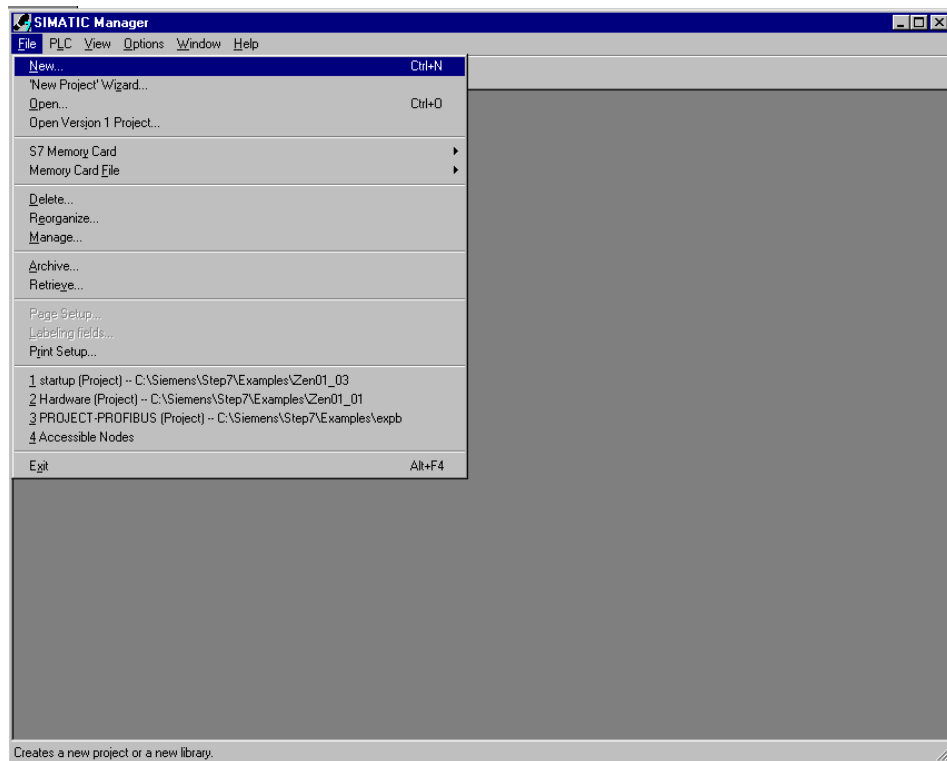 SIMATIC Manager
File PLC View Options Window Help
New... Ctrl+N
'New Project' Wizard...
Open... Ctrl+O
Open Version 1 Project...
S7 Memory Card
Memory Card File
Delete...
Reorganize...
Manage...
Archive...
Retrieve...
Page Setup...
Labeling fields...
Print Setup...
1 startup (Project) -- C:\Siemens\Step7\Examples\Zen01_03
2 Hardware (Project) -- C:\Siemens\Step7\Examples\Zen01_01
3 PROJECT-PROFIBUS (Project) -- C:\Siemens\Step7\Examples\expb
4 Accessible Nodes
Exit Alt+F4
Creates a new project or a new library.